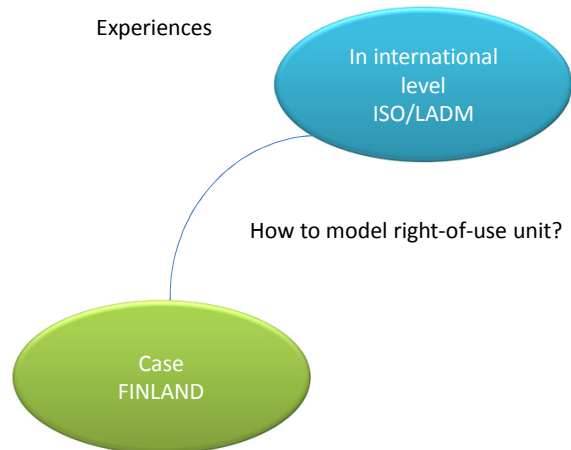 Experiences
In international
level
ISO/LADM
How to model right-of-use unit?
Case
FINLAND